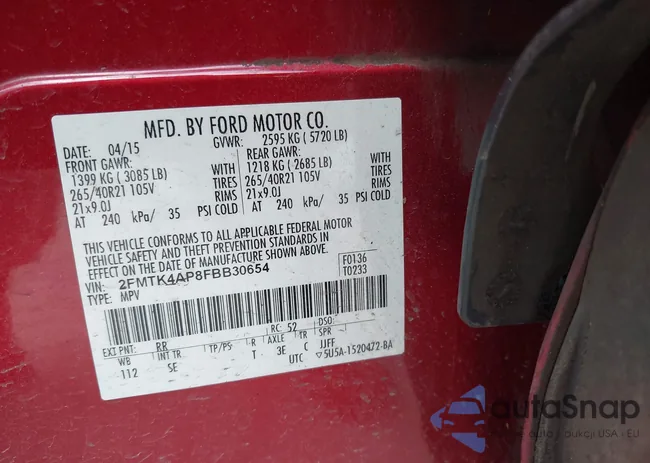 MFD. BY FORD MOTOR CO.
DATE: 04/15 GVWR: 2595 KG ( 5720 LB)
FRONT GAWR: REAR GAWR:
1399 KG ( 3085 LB) WITH 1218 KG ( 2685 LB) WITH
265/40R21 105V TIRES 265/40R21 105V TIRES
21x9.0J RIMS 21x9.0J RIMS
AT 240 kPa/ 35 PSI COLD AT 240 kPa/ 35 PSI COLD
THIS VEHICLE CONFORMS TO ALL APPLICABLE FEDERAL MOTOR
VEHICLE SAFETY AND THEFT PREVENTION STANDARDS IN
EFFECT ON THE DATE OF MANUFACTURE SHOWN ABOVE.
VIN: 2FMTK4AP8FBB30654 F0136
TYPE: MPV T0233
RC: 52 DSO:
EXT PNT: RR
WB INT TR TP/PS R AXLE TR SPR
112 SE T 3E C JJFF
UTC 5U5A-1520472-BA
autoSnap
USA - EU